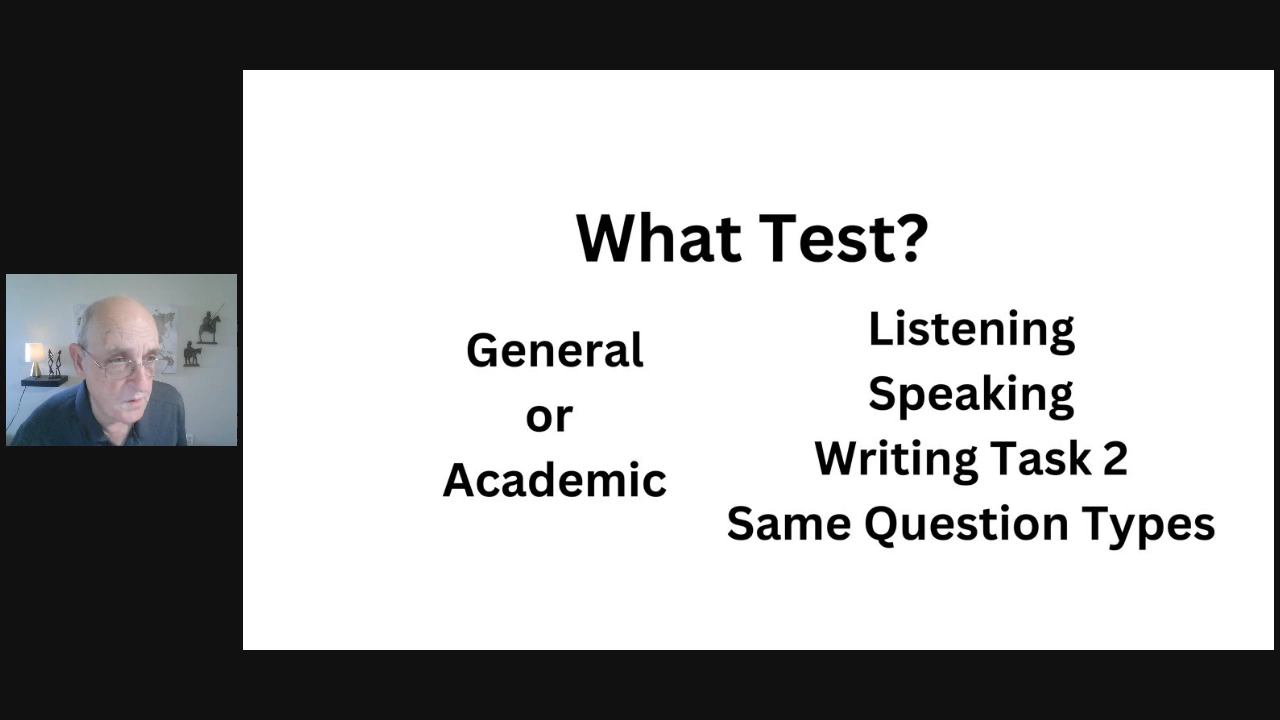 What Test?
General
or
Academic
Listening
Speaking
Writing Task 2
Same Question Types